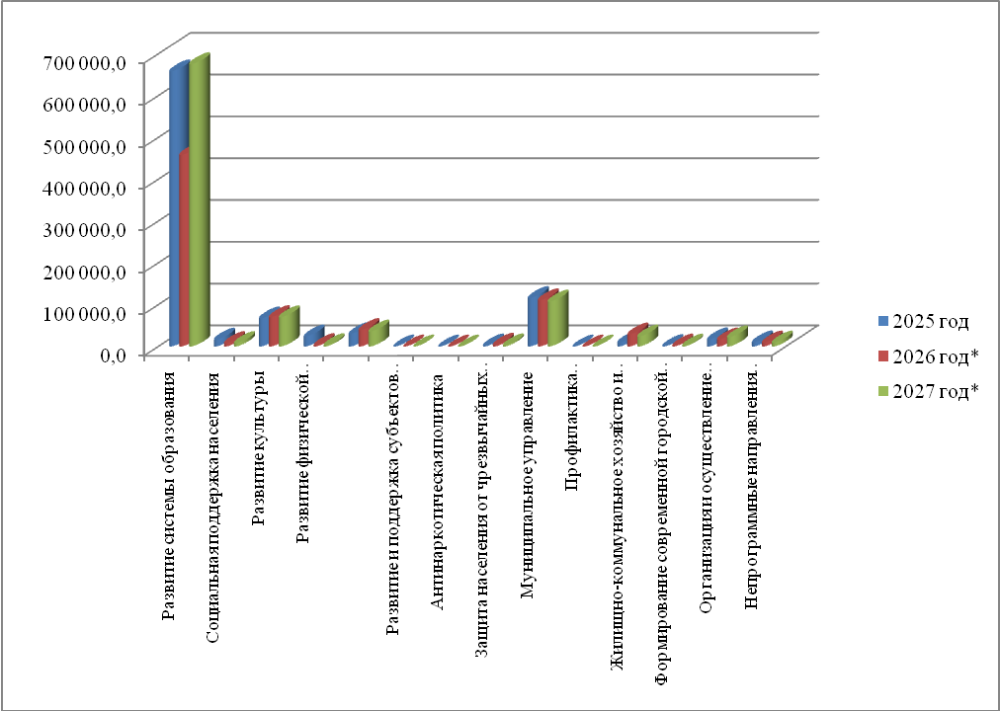 700 000,0
600 000,0
500 000,0
400 000,0
300 000,0
200 000,0
100 000,0
0,0
Развитие системы образования
Социальная поддержка населения
Развитие культуры
Развитие физической…
Развитие и поддержка субъектов…
Антинаркотическая политика
Защита населения от чрезвычайных…
Муниципальное управление
Профилактика…
Жилищно-коммунальное хозяйство и…
Формирование современной городской…
Организация и осуществление…
Непрограммные направления…
2025 год
2026 год*
2027 год*